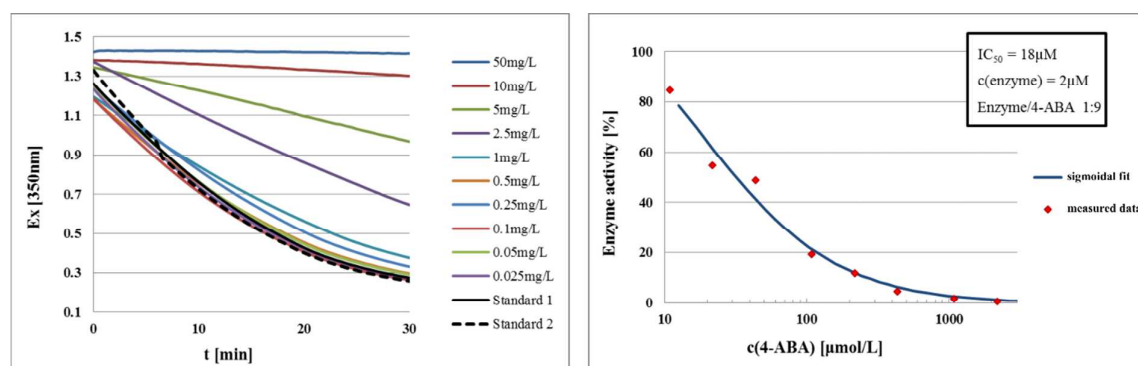 1.5
1.3
1.1
0.9
0.7
0.5
0.3
0.1
Ex [350nm]
0
10
20
30
t [min]
50mg/L
10mg/L
5mg/L
2.5mg/L
1mg/L
0.5mg/L
0.25mg/L
0.1mg/L
0.05mg/L
0.025mg/L
Standard 1
Standard 2
100
80
60
40
20
0
Enzyme activity [%]
10
100
1000
c(4-ABA) [µmol/L]
IC50 = 18µM
c(enzyme) = 2µM
Enzyme/4-ABA 1:9
sigmoidal fit
measured data